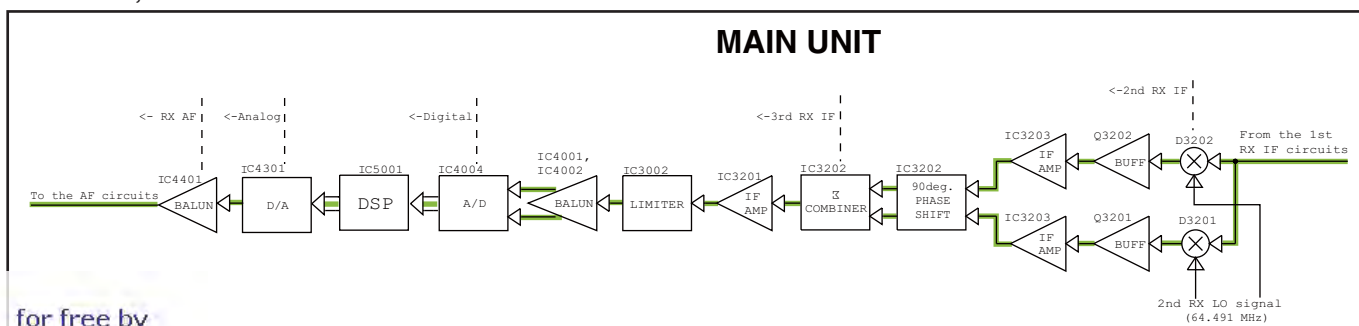 MAIN UNIT
<- RX AF
<-Analog
<-Digital
<-3rd RX IF
<-2nd RX IF
IC4401
IC4301
IC5001
IC4004
IC4001,
IC4002
IC3002
IC3201
IC3202
IC3202
IC3203
Q3202
D3202
From the 1st
RX IF circuits
To the AF circuits
BALUN
D/A
DSP
A/D
BALUN
LIMITER
IF
AMP
Σ
COMBINER
90deg.
PHASE
SHIFT
IF
AMP
BUFF
IC3203
Q3201
D3201
IF
AMP
BUFF
2nd RX LO signal
(64.491 MHz)
for free by